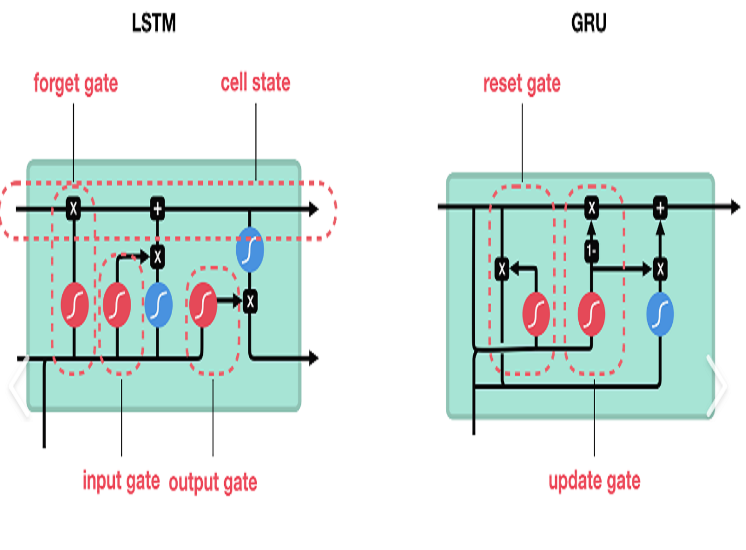 LSTM
GRU
forget gate
cell state
reset gate
X
+
X
X
X
+
1-
X
X
input gate
output gate
update gate